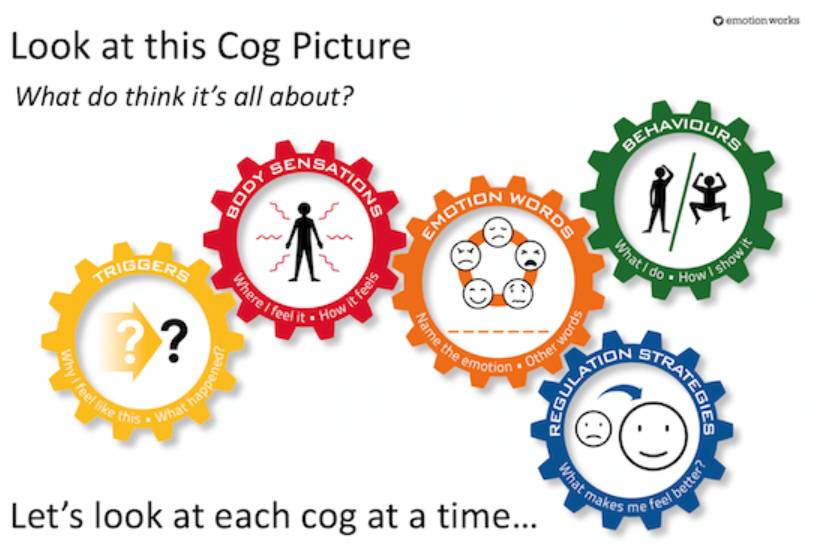 emotion works
Look at this Cog Picture
What do think it's all about?
TRIGGERS
? ?
Why I feel like this • What happened?
BODY SENSATIONS
Where I feel it • How it feels
EMOTION WORDS
Name the emotion • Other words
BEHAVIOURS
What I do • How I show it
REGULATION STRATEGIES
What makes me feel better?
Let's look at each cog at a time...